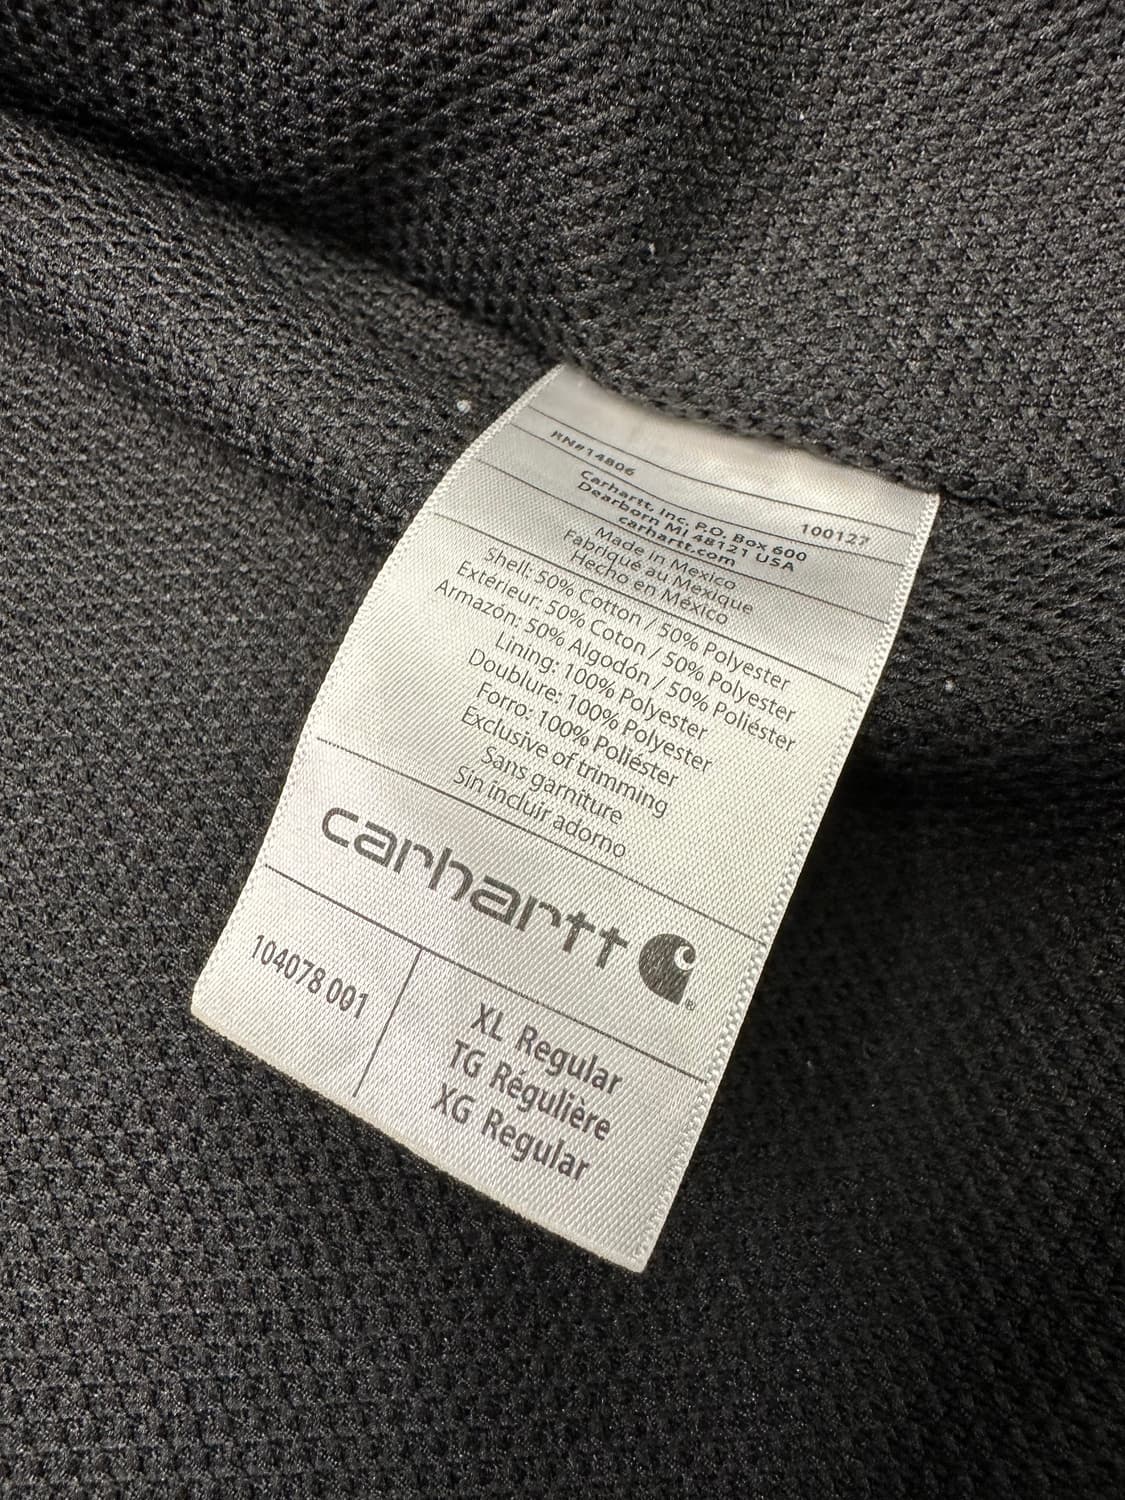 RN#14806
100127
Carhartt, Inc. P.O. Box 600
Dearborn MI 48121 USA
carhartt.com
Made in Mexico
Fabriqué au Mexique
Hecho en México
Shell: 50% Cotton / 50% Polyester
Extérieur: 50% Coton / 50% Polyester
Armazón: 50% Algodón / 50% Poliéster
Lining: 100% Polyester
Doublure: 100% Polyester
Forro: 100% Poliéster
Exclusive of trimming
Sans garniture
Sin incluir adorno
carhartt
104078 001
XL Regular
TG Régulière
XG Regular